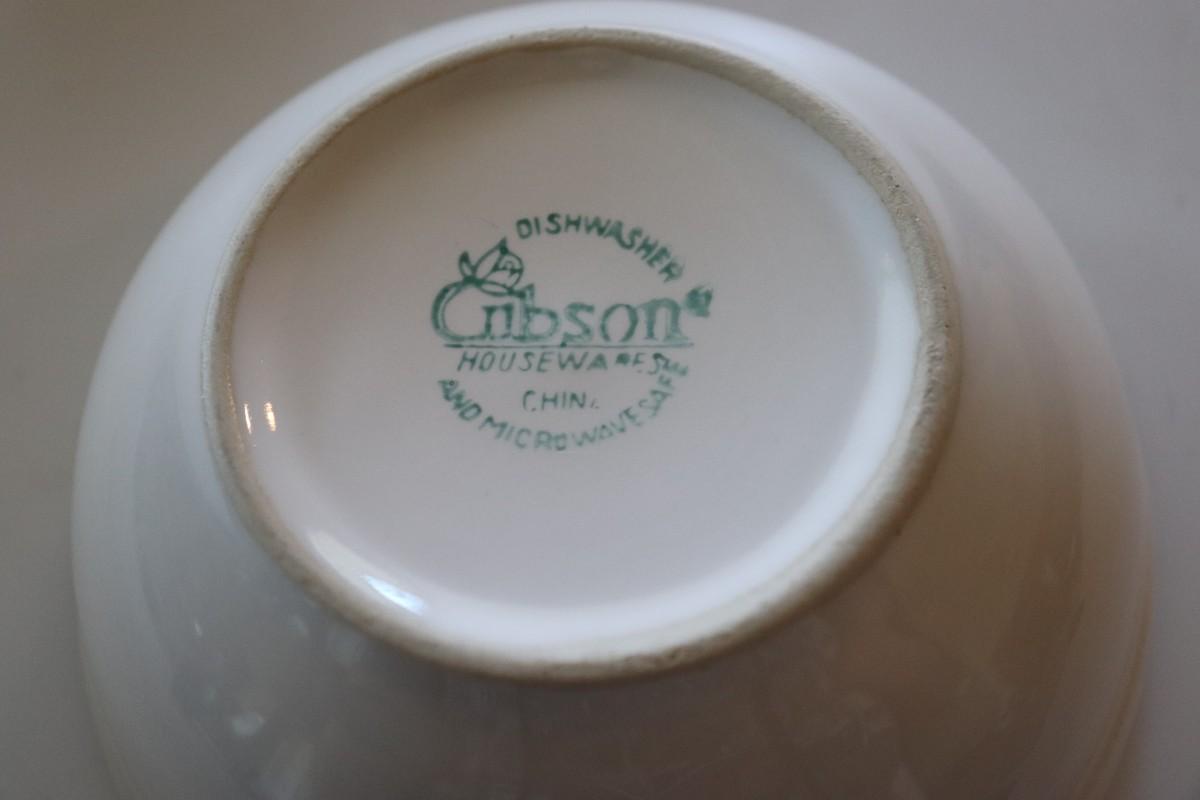 DISHWASHER
Gibson
HOUSEWARES
CHINA
AND MICROWAVE SAFE